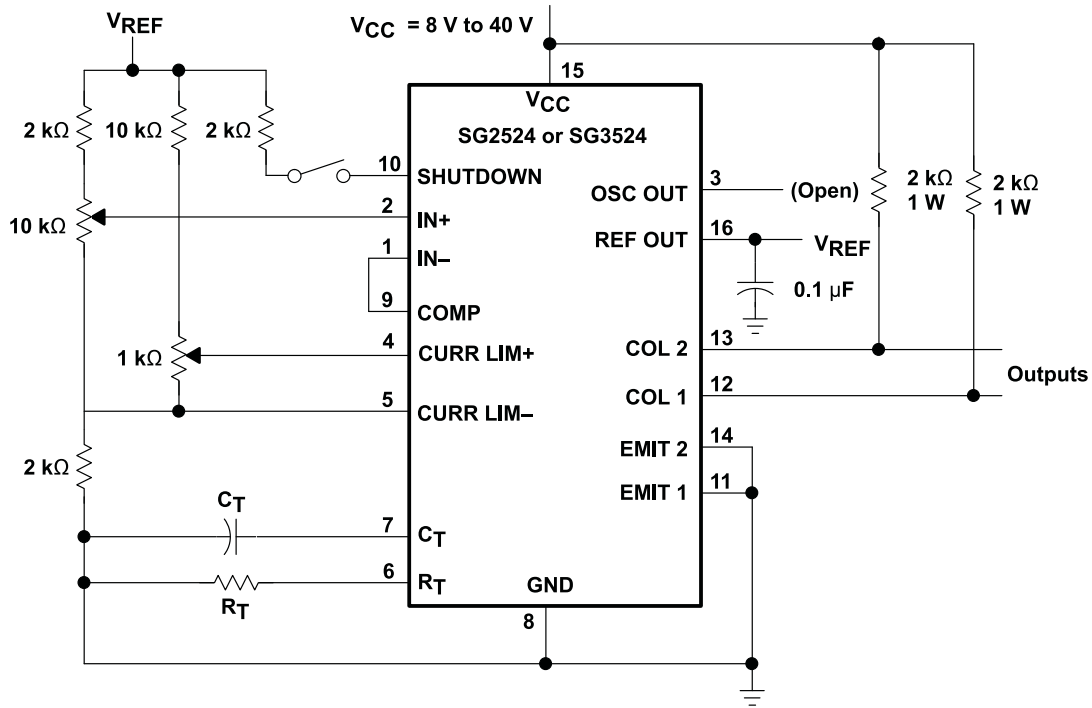 VCC = 8 V to 40 V
VREF
15
VCC
SG2524 or SG3524
2 kΩ
10 kΩ
2 kΩ
10
SHUTDOWN
3
OSC OUT
(Open)
2 kΩ
1 W
2 kΩ
1 W
10 kΩ
2
IN+
16
REF OUT
VREF
1
IN–
0.1 µF
9
COMP
1 kΩ
4
CURR LIM+
13
COL 2
Outputs
12
COL 1
5
CURR LIM–
14
EMIT 2
2 kΩ
11
EMIT 1
CT
7
CT
6
RT
RT
GND
8